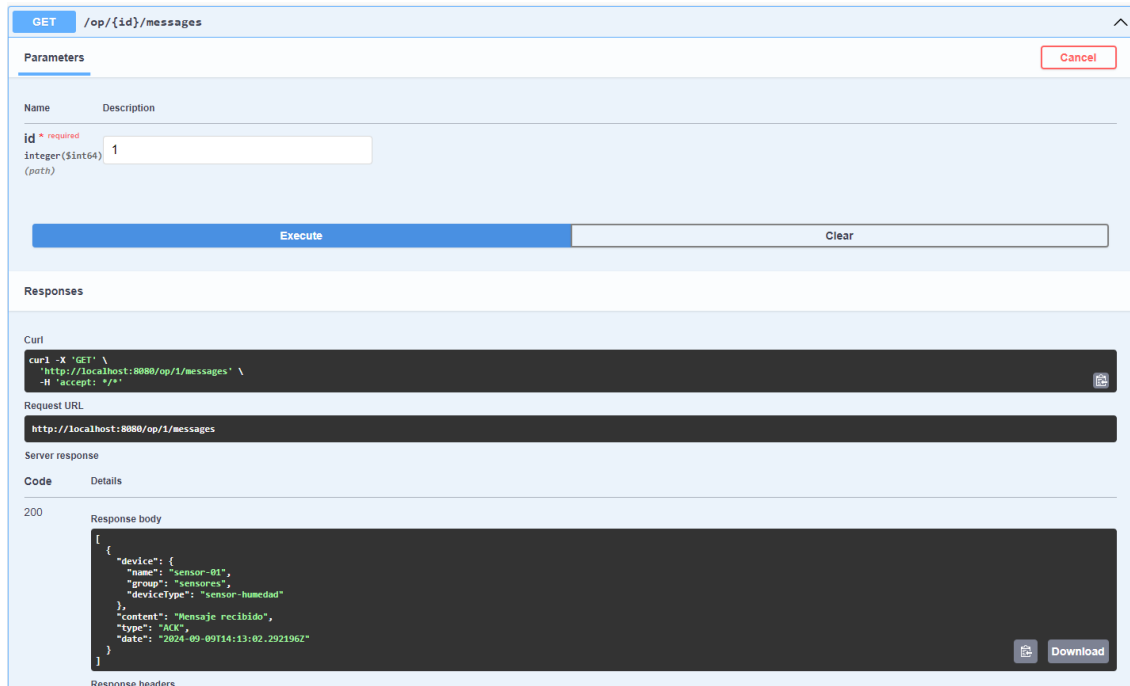 GET /op/{id}/messages
Parameters
Cancel
Name Description
id * required
integer($int64)
(path)
1
Execute Clear
Responses
Curl
curl -X 'GET' \
'http://localhost:8080/op/1/messages' \
-H 'accept: */*'
Request URL
http://localhost:8080/op/1/messages
Server response
Code Details
200
Response body
[
{
"device": {
"name": "sensor-01",
"group": "sensores",
"deviceType": "sensor-humedad"
},
"content": "Mensaje recibido",
"type": "ACK",
"date": "2024-09-09T14:13:02.292196Z"
}
]
Download
Response headers